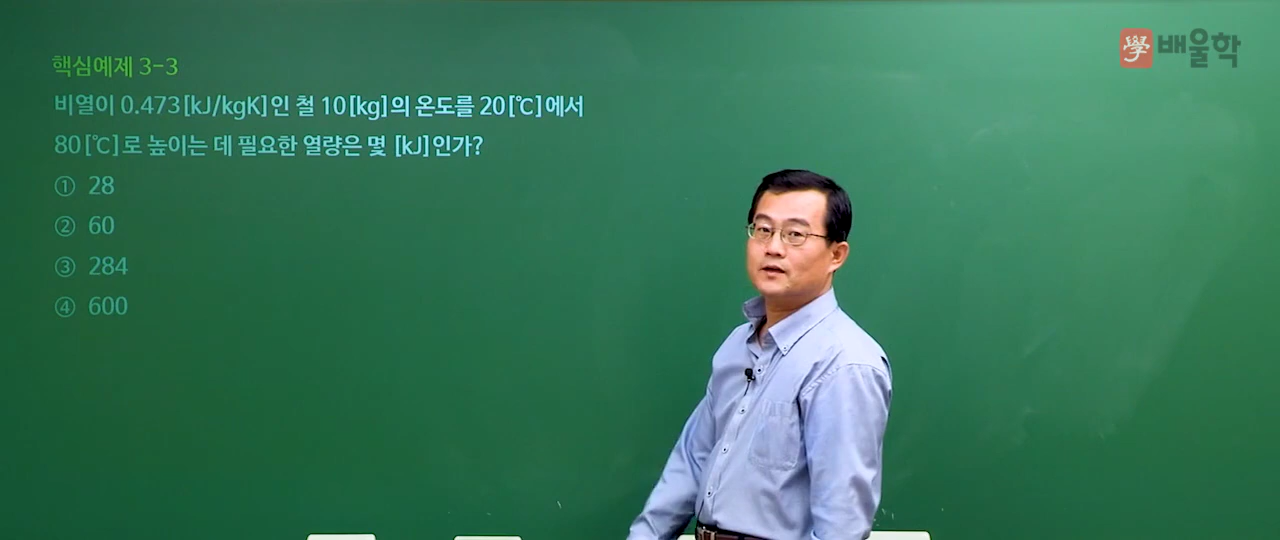 學 배울학
핵심예제 3-3
비열이 0.473[kJ/kgK]인 철 10[kg]의 온도를 20[℃]에서
80[℃]로 높이는 데 필요한 열량은 몇 [kJ]인가?
① 28
② 60
③ 284
④ 600